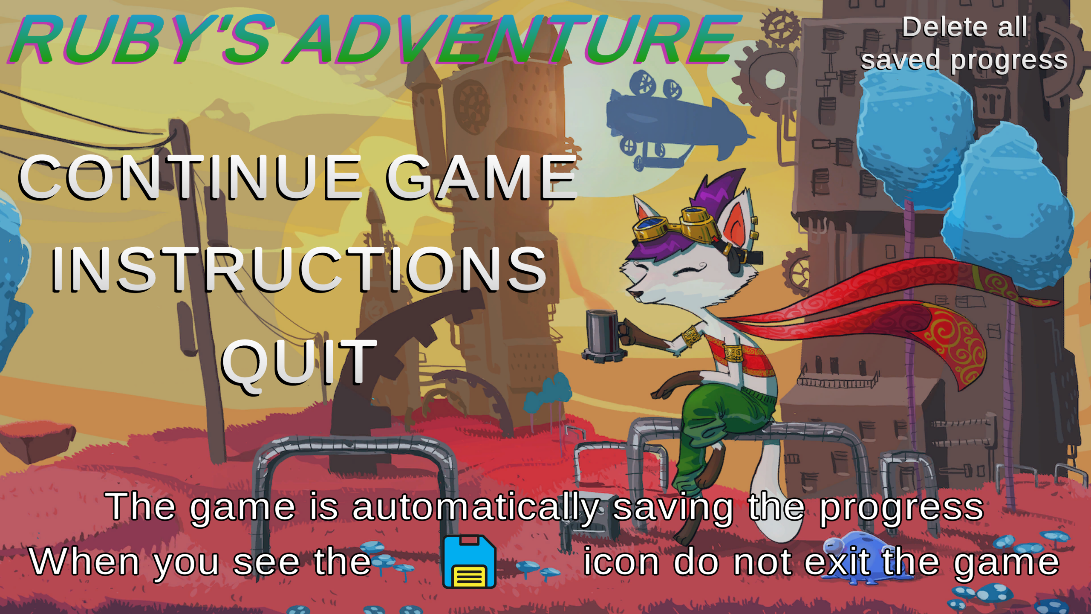 RUBY'S ADVENTURE
Delete all
saved progress
CONTINUE GAME
INSTRUCTIONS
QUIT
The game is automatically saving the progress
When you see the icon do not exit the game